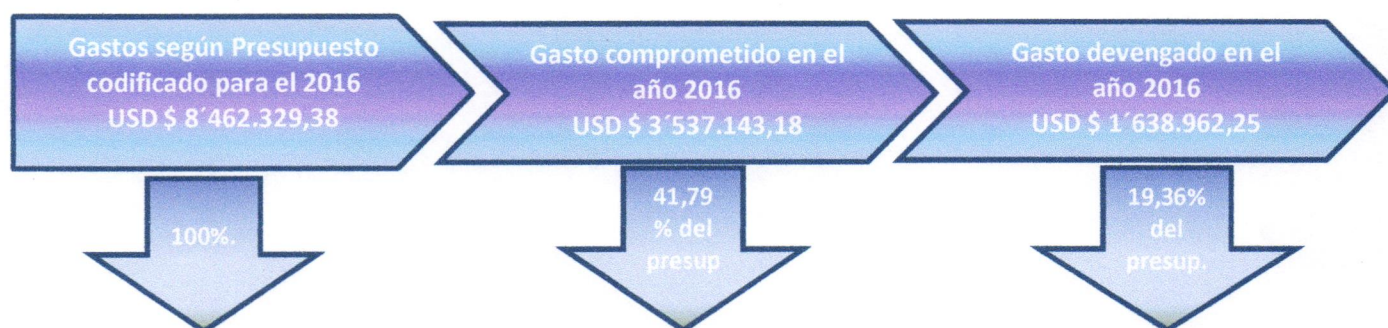 Gastos según Presupuesto
codificado para el 2016
USD $ 8´462.329,38
Gasto comprometido en el
año 2016
USD $ 3´537.143,18
Gasto devengado en el
año 2016
USD $ 1´638.962,25
100%.
41,79
% del
presup
19,36%
del
presup.